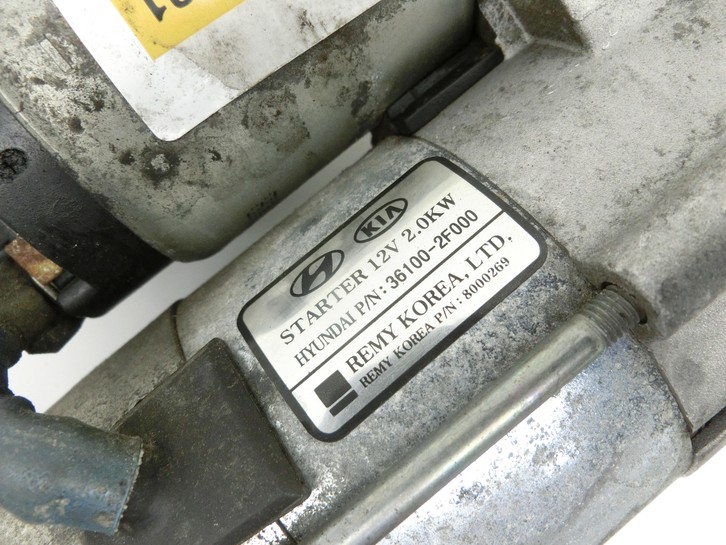 KIA
STARTER 12V 2.0KW
HYUNDAI P/N: 36100-2F000
REMY KOREA, LTD,
REMY KOREA P/N: 8000269